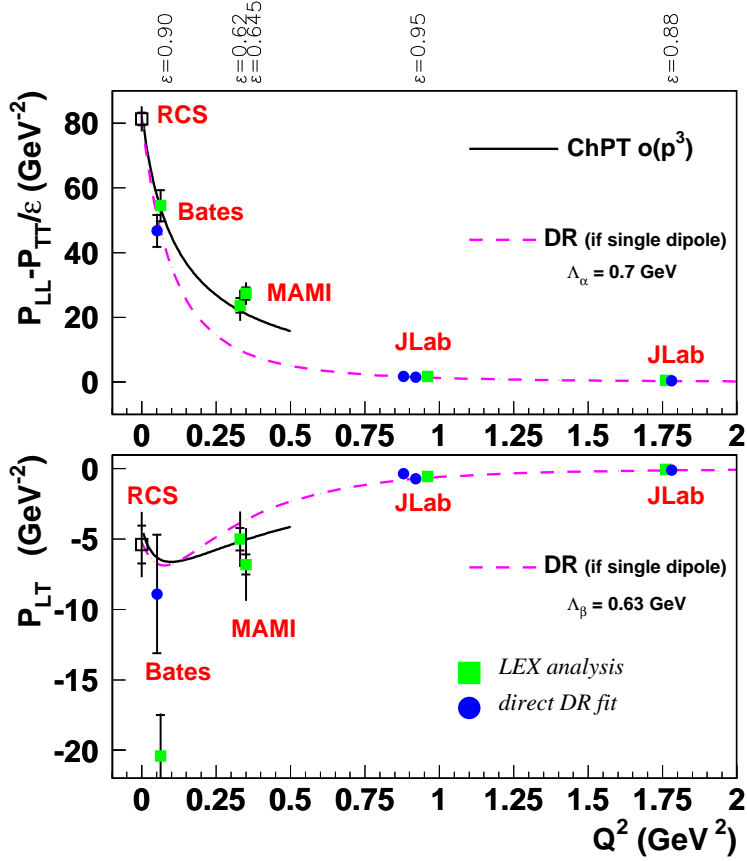 ε=0.90
ε=0.62
ε=0.645
ε=0.95
ε=0.88
P_LL-P_TT/ε (GeV^-2)
80
60
40
20
0
RCS
Bates
MAMI
JLab
JLab
ChPT o(p^3)
DR (if single dipole)
Λ_α = 0.7 GeV
0 0.25 0.5 0.75 1 1.25 1.5 1.75 2
P_LT (GeV^-2)
0
-5
-10
-15
-20
RCS
Bates
MAMI
JLab
JLab
DR (if single dipole)
Λ_β = 0.63 GeV
LEX analysis
direct DR fit
0 0.25 0.5 0.75 1 1.25 1.5 1.75 2
Q^2 (GeV^2)